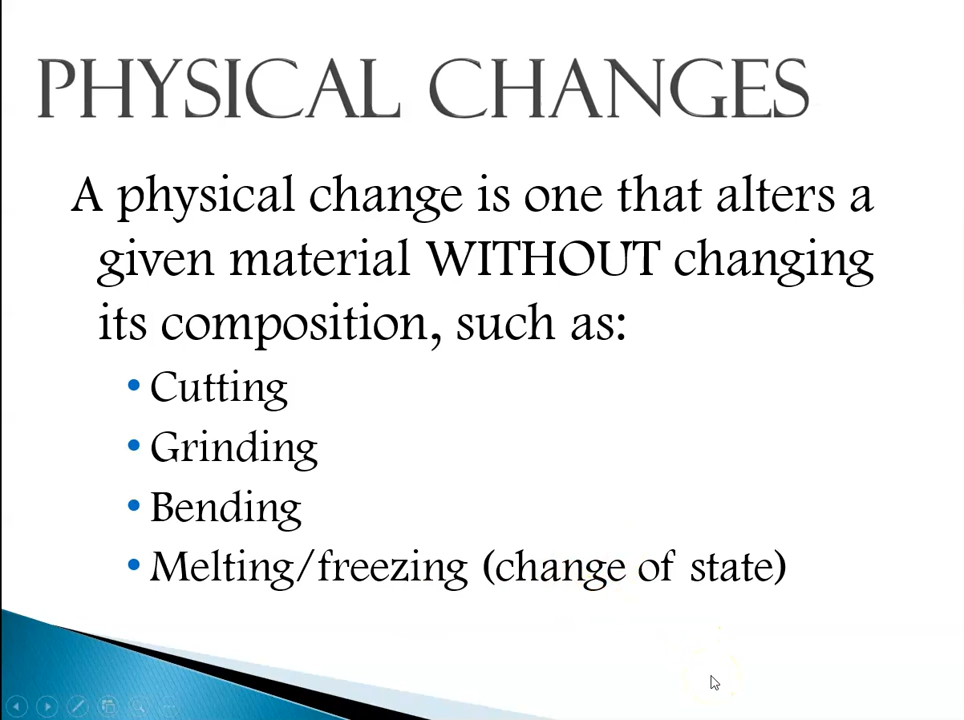 PHYSICAL CHANGES
A physical change is one that alters a
given material WITHOUT changing
its composition, such as:
• Cutting
• Grinding
• Bending
• Melting/freezing (change of state)